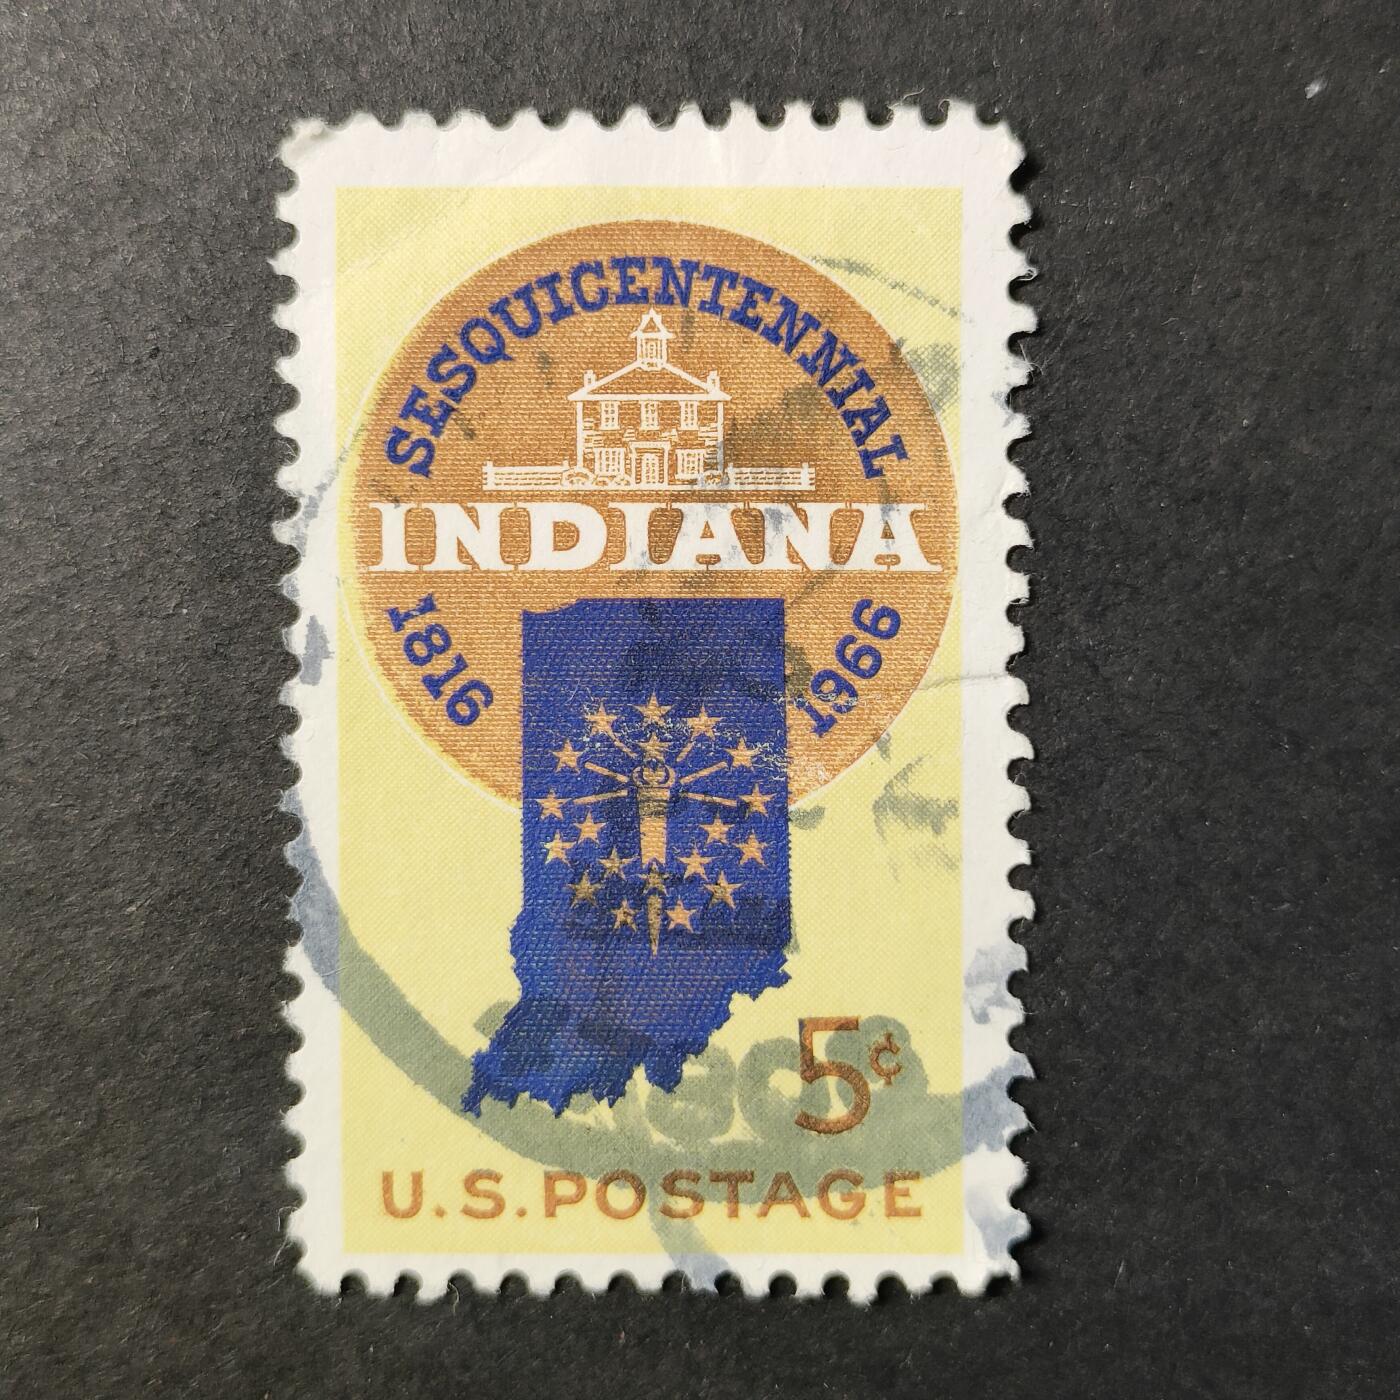 SESQUICENTENNIAL
INDIANA
1816 1966
5¢
U.S. POSTAGE